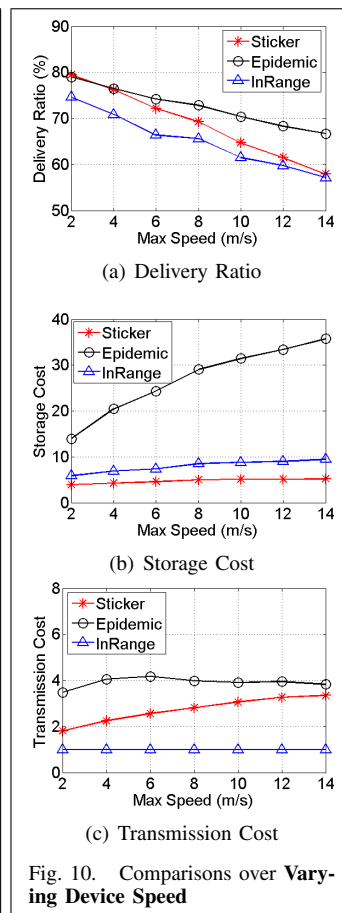 90
80
70
60
50
Delivery Ratio (%)
Sticker
Epidemic
InRange
2 4 6 8 10 12 14
Max Speed (m/s)
(a) Delivery Ratio
40
30
20
10
0
Storage Cost
Sticker
Epidemic
InRange
2 4 6 8 10 12 14
Max Speed (m/s)
(b) Storage Cost
8
6
4
2
0
Transmission Cost
Sticker
Epidemic
InRange
2 4 6 8 10 12 14
Max Speed (m/s)
(c) Transmission Cost
Fig. 10. Comparisons over Vary-
ing Device Speed